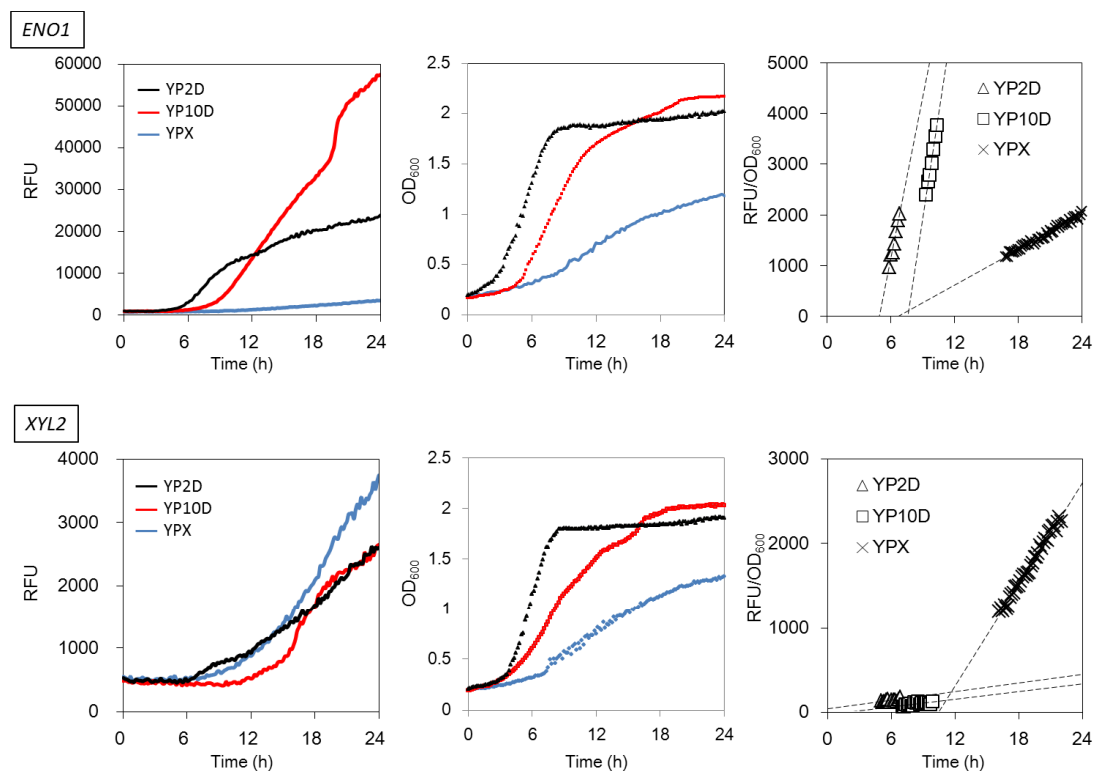 ENO1
60000
50000
40000
30000
20000
10000
0
RFU
YP2D
YP10D
YPX
0 6 12 18 24
Time (h)
2.5
2
1.5
1
0.5
0
OD600
0 6 12 18 24
Time (h)
5000
4000
3000
2000
1000
0
RFU/OD600
YP2D
YP10D
YPX
0 6 12 18 24
Time (h)
XYL2
4000
3000
2000
1000
0
RFU
YP2D
YP10D
YPX
0 6 12 18 24
Time (h)
2.5
2
1.5
1
0.5
0
OD600
0 6 12 18 24
Time (h)
3000
2000
1000
0
RFU/OD600
YP2D
YP10D
YPX
0 6 12 18 24
Time (h)